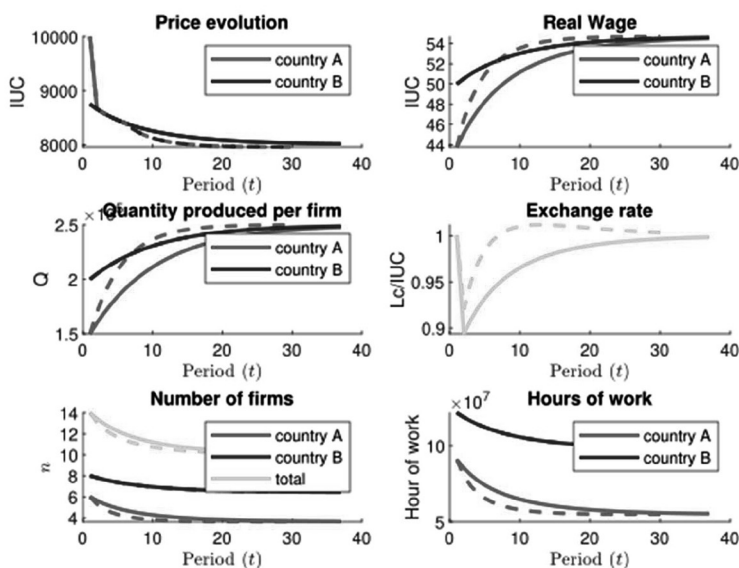 Price evolution
10000
9000
8000
IUC
0 10 20 30 40
Period (t)
country A
country B
Real Wage
54
52
50
48
46
44
IUC
0 10 20 30 40
Period (t)
country A
country B
Quantity produced per firm
2.5
2
1.5
Q
0 10 20 30 40
Period (t)
country A
country B
Exchange rate
1
0.95
0.9
Lc/IUC
0 10 20 30 40
Period (t)
Number of firms
14
12
10
8
6
4
n
0 10 20 30 40
Period (t)
country A
country B
total
Hours of work
×10^7
10
5
Hour of work
0 10 20 30 40
Period (t)
country A
country B